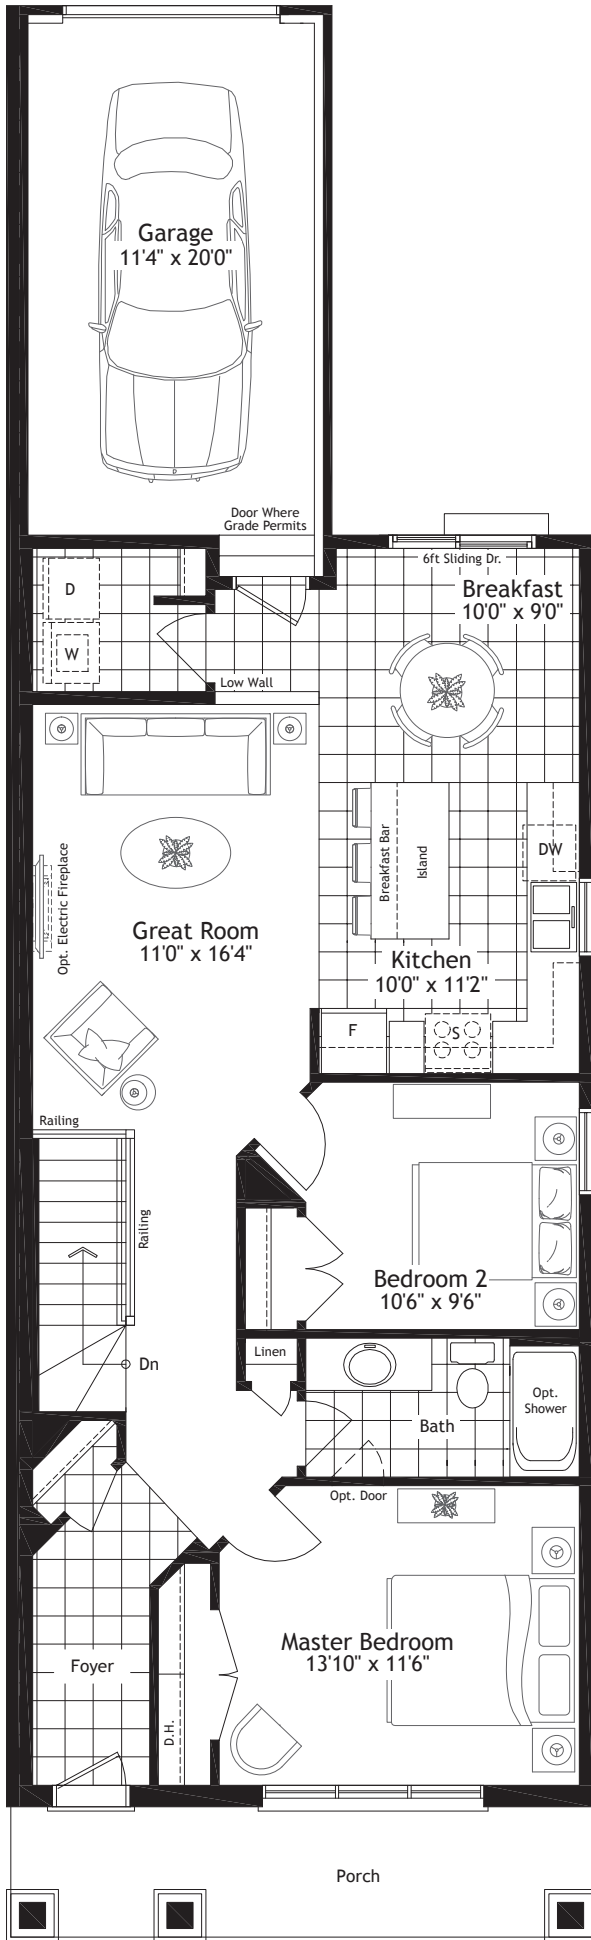 Garage
11'4" x 20'0"
Door Where
Grade Permits
6ft Sliding Dr.
Breakfast
10'0" x 9'0"
D
W
Low Wall
Opt. Electric Fireplace
Great Room
11'0" x 16'4"
Breakfast Bar
Island
DW
Kitchen
10'0" x 11'2"
F
S
Railing
Railing
Dn
Bedroom 2
10'6" x 9'6"
Linen
Bath
Opt.
Shower
Opt. Door
Master Bedroom
13'10" x 11'6"
Foyer
D.H.
Porch